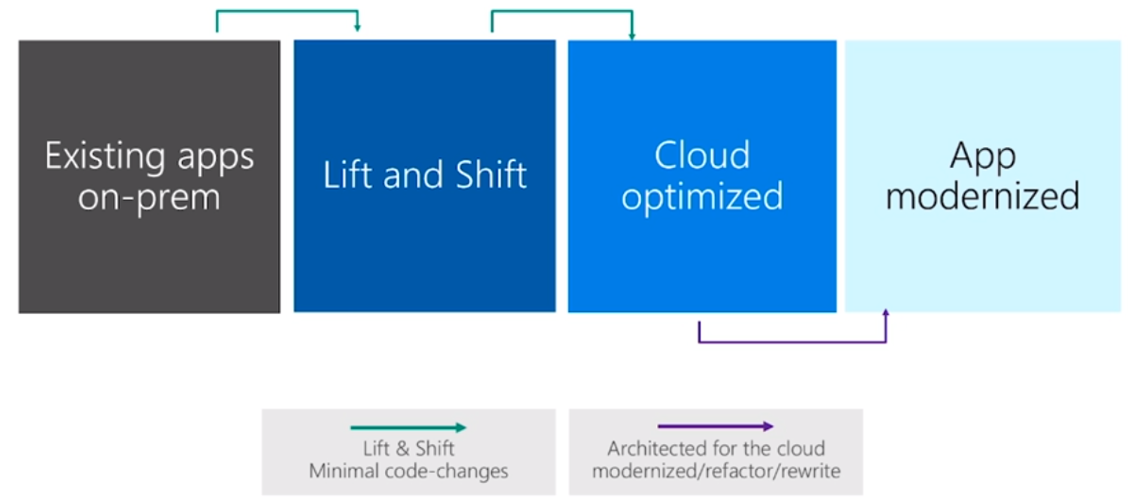 Existing apps
on-prem
Lift and Shift
Cloud
optimized
App
modernized
Lift & Shift
Minimal code-changes
Architected for the cloud
modernized/refactor/rewrite